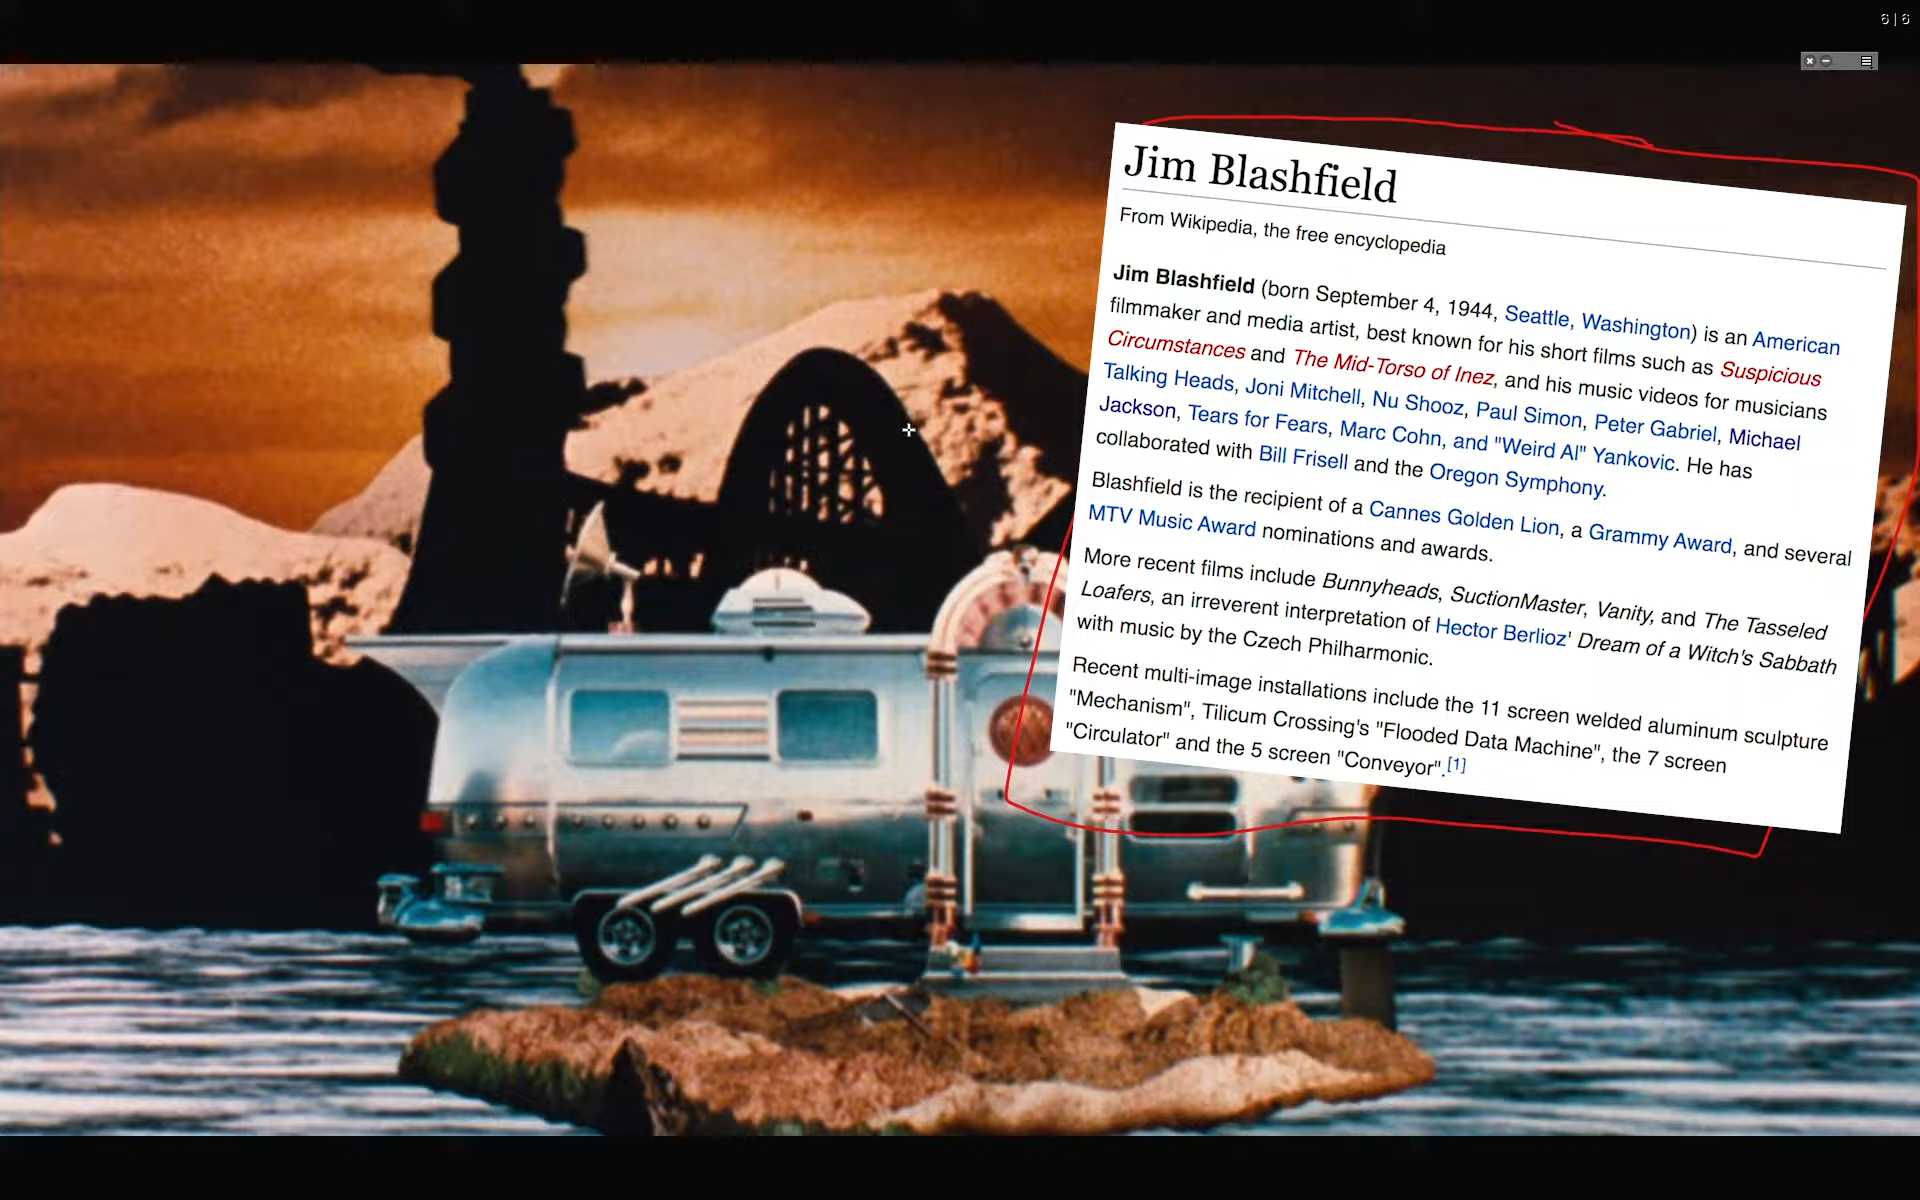 6 | 6
Jim Blashfield
From Wikipedia, the free encyclopedia
Jim Blashfield (born September 4, 1944, Seattle, Washington) is an American
filmmaker and media artist, best known for his short films such as Suspicious
Circumstances and The Mid-Torso of Inez, and his music videos for musicians
Talking Heads, Joni Mitchell, Nu Shooz, Paul Simon, Peter Gabriel, Michael
Jackson, Tears for Fears, Marc Cohn, and "Weird Al" Yankovic. He has
collaborated with Bill Frisell and the Oregon Symphony.
Blashfield is the recipient of a Cannes Golden Lion, a Grammy Award, and several
MTV Music Award nominations and awards.
More recent films include Bunnyheads, SuctionMaster, Vanity, and The Tasseled
Loafers, an irreverent interpretation of Hector Berlioz' Dream of a Witch's Sabbath
with music by the Czech Philharmonic.
Recent multi-image installations include the 11 screen welded aluminum sculpture
"Mechanism", Tilicum Crossing's "Flooded Data Machine", the 7 screen
"Circulator" and the 5 screen "Conveyor".[1]